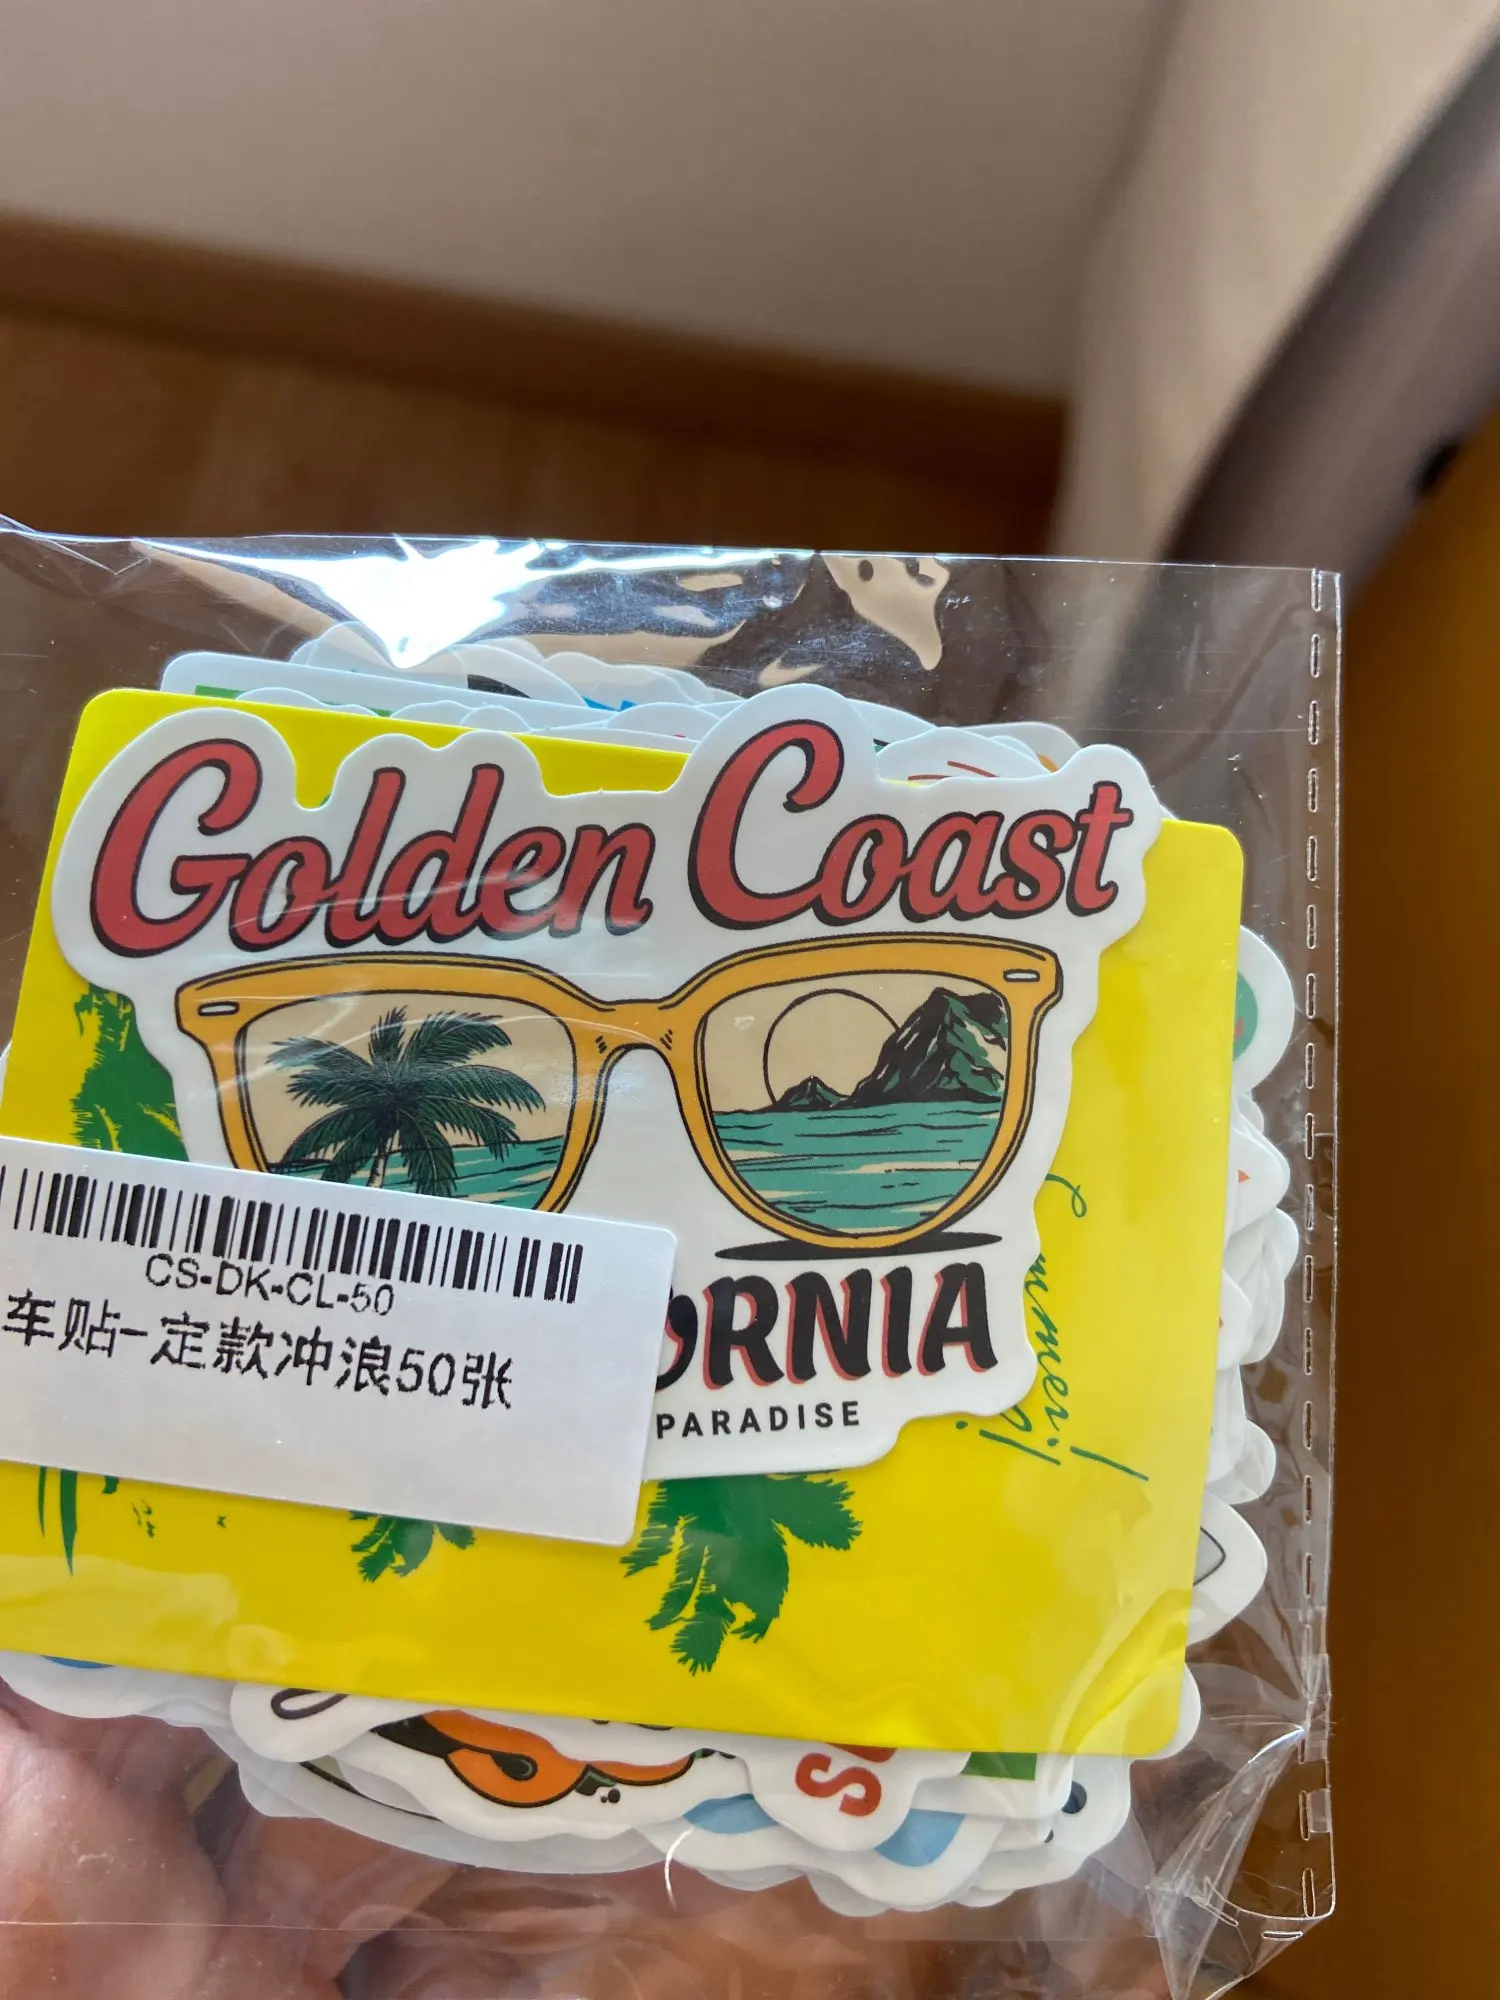 Golden Coast
ORNIA
PARADISE
CS-DK-CL-50
车贴-定款冲浪50张